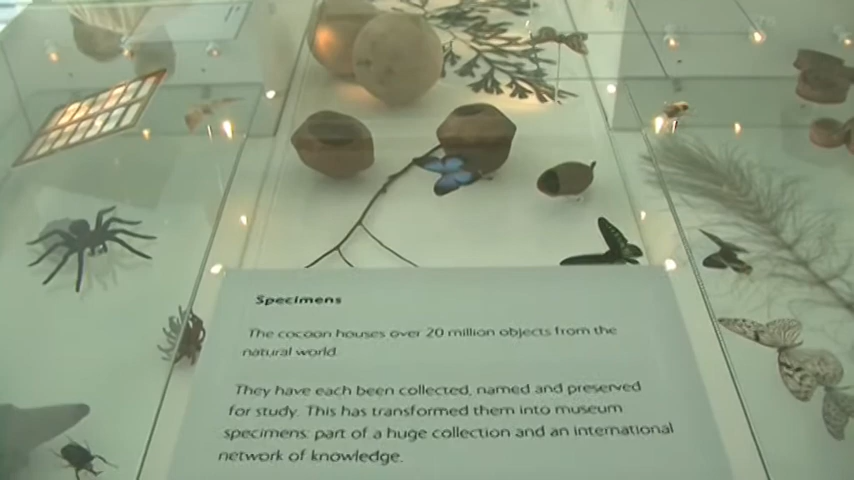 Specimens
The cocoon houses over 20 million objects from the
natural world.
They have each been collected, named and preserved
for study. This has transformed them into museum
specimens: part of a huge collection and an international
network of knowledge.